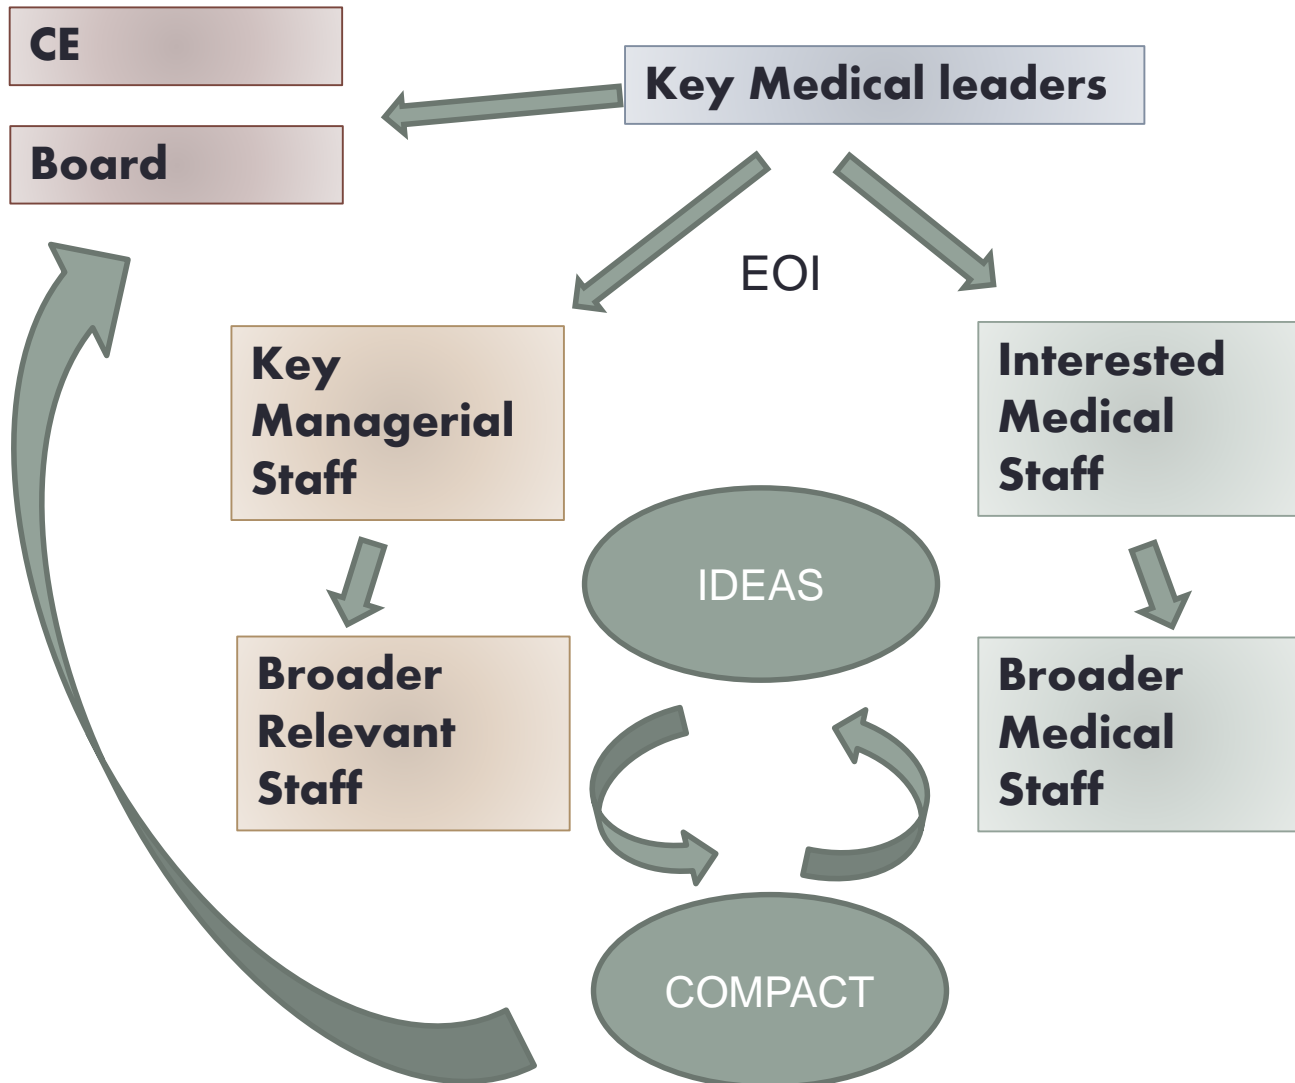 CE
Key Medical leaders
Board
EOI
Key
Managerial
Staff
Interested
Medical
Staff
IDEAS
Broader
Relevant
Staff
Broader
Medical
Staff
COMPACT